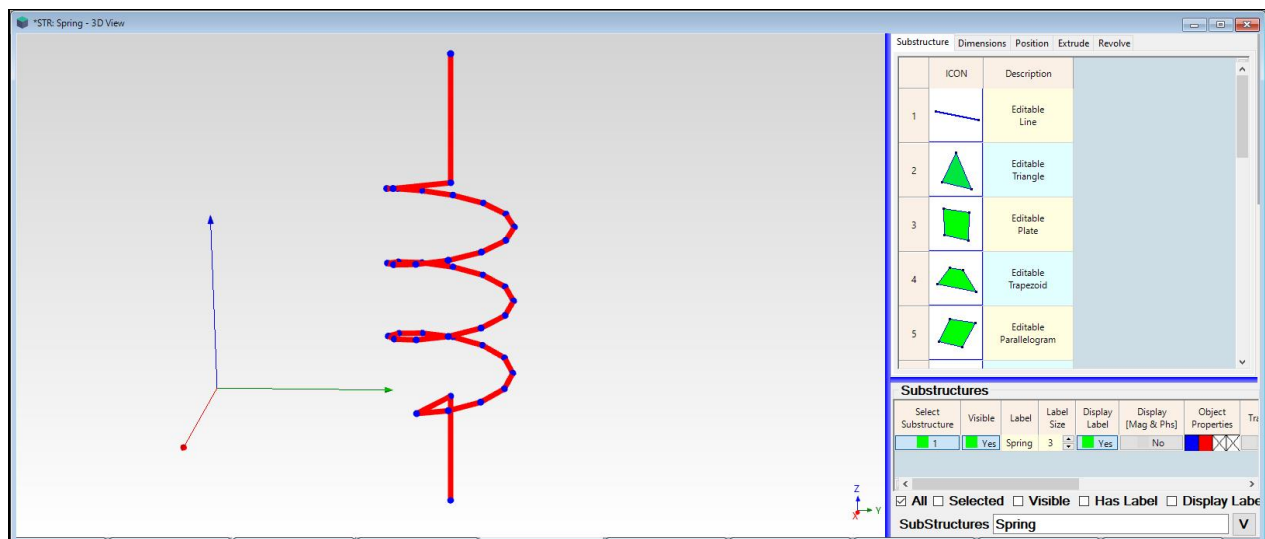 *STR: Spring - 3D View
Substructure Dimensions Position Extrude Revolve
ICON Description
1 Editable
Line
2 Editable
Triangle
3 Editable
Plate
4 Editable
Trapezoid
5 Editable
Parallelogram
Z
Y
X
Substructures
Select
Substructure Visible Label Label
Size Display
Label Display
[Mag & Phs] Object
Properties Tra
1 Yes Spring 3 Yes No
All Selected Visible Has Label Display Labe
SubStructures Spring V